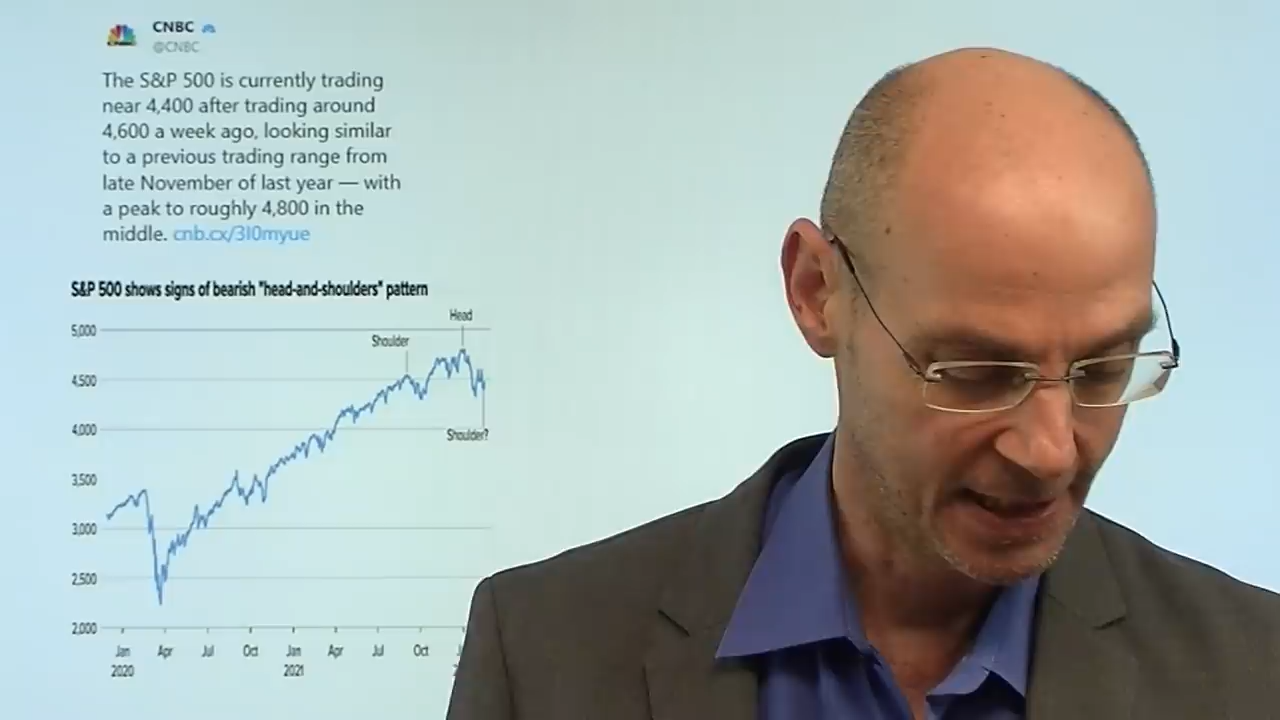 CNBC
@CNBC
The S&P 500 is currently trading
near 4,400 after trading around
4,600 a week ago, looking similar
to a previous trading range from
late November of last year — with
a peak to roughly 4,800 in the
middle. cnb.cx/3I0myue
S&P 500 shows signs of bearish "head-and-shoulders" pattern
Head
5,000
Shoulder
4,500
4,000
Shoulder?
3,500
3,000
2,500
2,000
Jan Apr Jul Oct Jan Apr Jul Oct
2020 2021